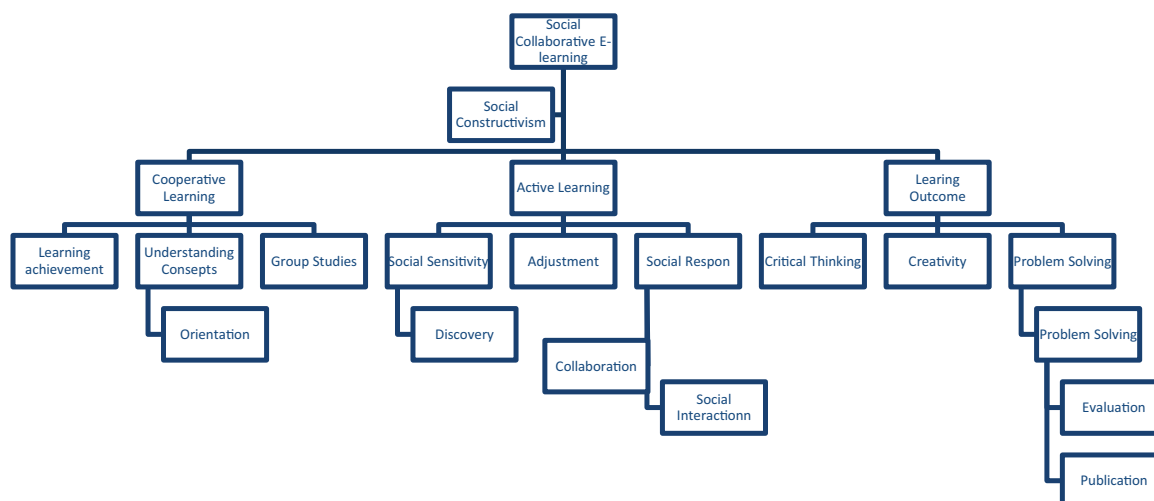 Social
Collaborative E-
learning
Social
Constructivism
Cooperative
Learning
Active Learning
Learing
Outcome
Learning
achievement
Understanding
Consepts
Group Studies
Social Sensitivity
Adjustment
Social Respon
Critical Thinking
Creativity
Problem Solving
Orientation
Discovery
Problem Solving
Collaboration
Social
Interactionn
Evaluation
Publication